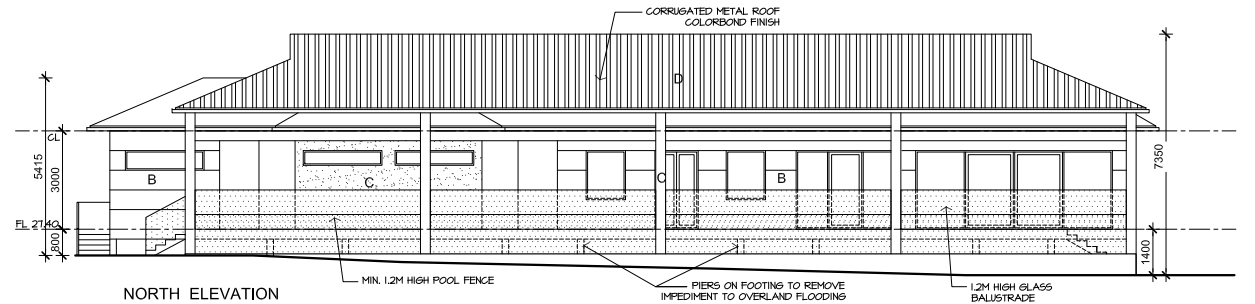 CORRUGATED METAL ROOF
COLORBOND FINISH
D
CL
5415
3000
7350
B
C
C
B
FL 27.40
800
1400
MIN. 1.2M HIGH POOL FENCE
PIERS ON FOOTING TO REMOVE
IMPEDIMENT TO OVERLAND FLOODING
1.2M HIGH GLASS
BALUSTRADE
NORTH ELEVATION